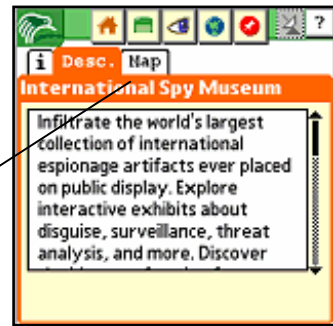 ?
i Desc. Map
International Spy Museum
Infiltrate the world's largest
collection of international
espionage artifacts ever placed
on public display. Explore
interactive exhibits about
disguise, surveillance, threat
analysis, and more. Discover